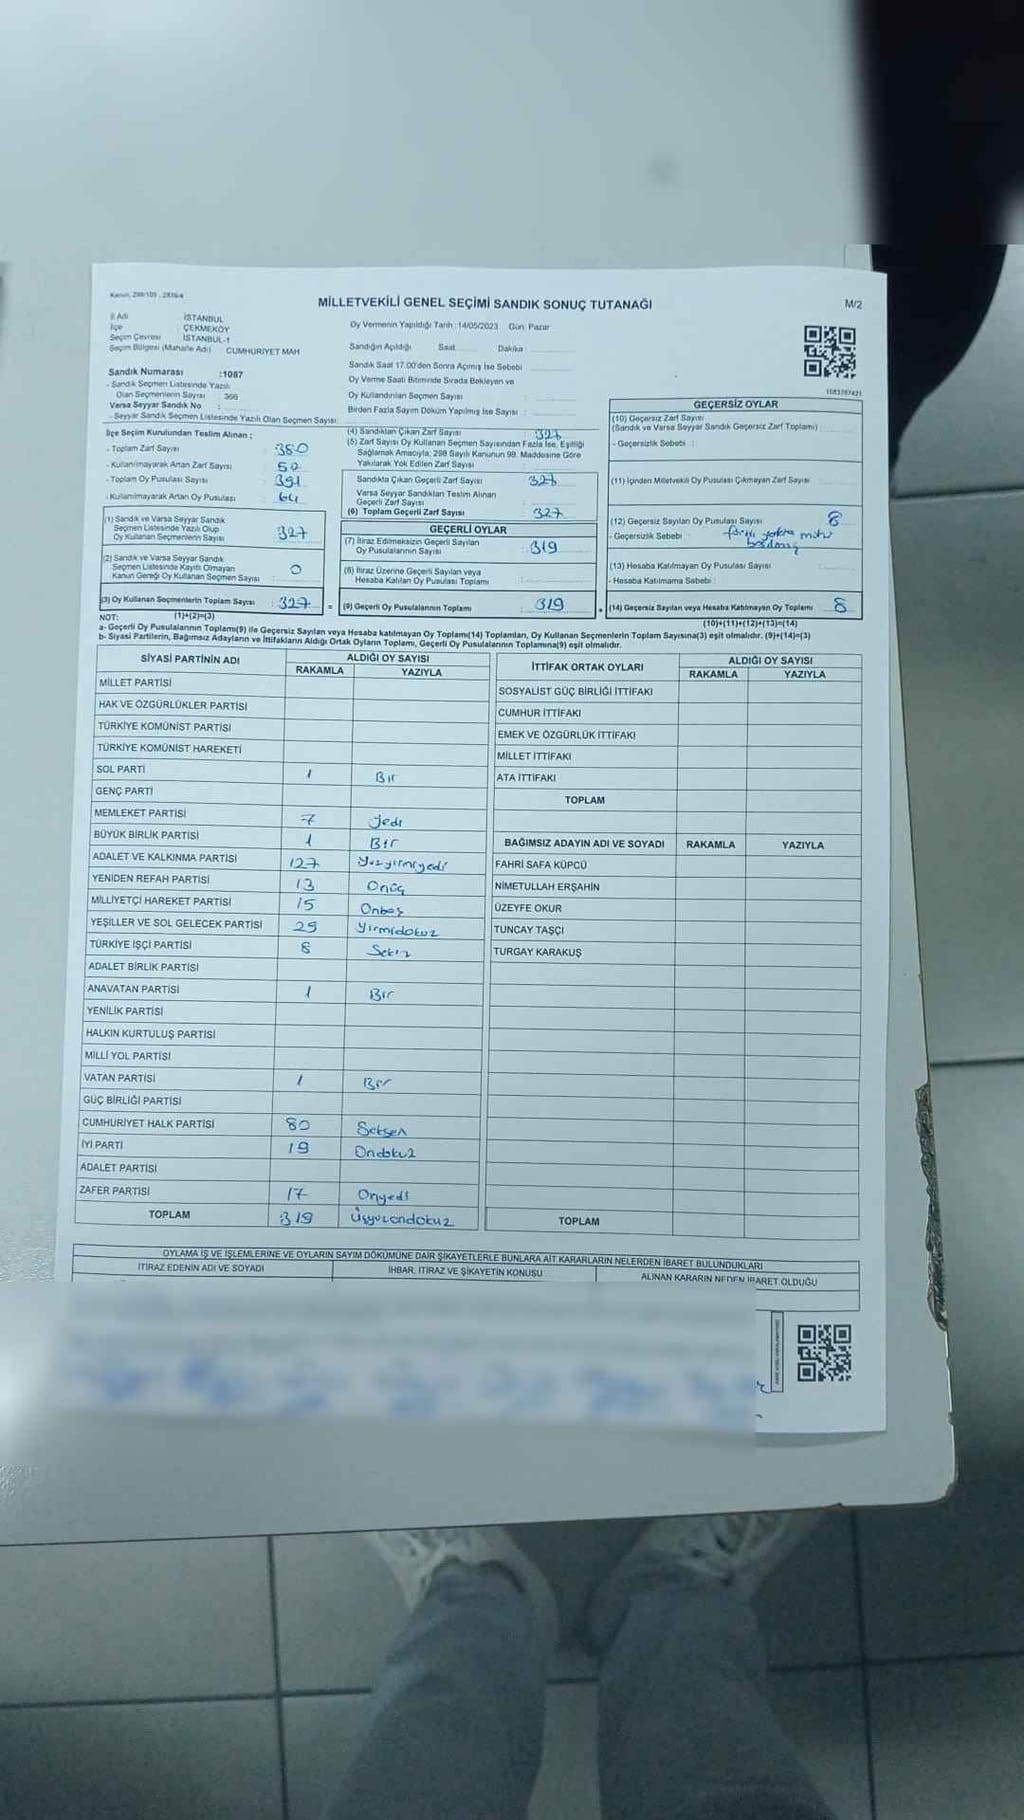 MİLLETVEKİLİ GENEL SEÇİMİ SANDIK SONUÇ TUTANAĞI
M/2
İl Adı : İSTANBUL
İlçe : ÇEKMEKÖY
Seçim Çevresi : İSTANBUL-1
Seçim Bölgesi (Mahalle Adı) : CUMHURİYET MAH
Sandık Numarası :1087
- Sandık Seçmen Listesinde Yazılı
Olan Seçmenlerin Sayısı : 366
Varsa Seyyar Sandık No :
- Seyyar Sandık Seçmen Listesinde Yazılı Olan Seçmen Sayısı:
Oy Vermenin Yapıldığı Tarih :14/05/2023 Gün: Pazar
Sandığın Açıldığı Saat Dakika
Sandık Saat 17.00'den Sonra Açımış İse Sebebi
Oy Verme Saati Bitiminde Sırada Bekleyen ve
Oy Kullandırılan Seçmen Sayısı
Birden Fazla Sayım Döküm Yapılmış İse Sayısı :
İlçe Seçim Kurulundan Teslim Alınan ;
- Toplam Zarf Sayısı 380
- Kullanılmayarak Artan Zarf Sayısı
- Toplam Oy Pusulası Sayısı 391
- Kullanılmayarak Artan Oy Pusulası 64
(1) Sandık ve Varsa Seyyar Sandık
Seçmen Listesinde Yazılı Olup
Oy Kullanan Seçmenlerin Sayısı : 327
(2) Sandık ve Varsa Seyyar Sandık
Seçmen Listesinde Kayıtlı Olmayan
Kanun Gereği Oy Kullanan Seçmen Sayısı : 0
(3) Oy Kullanan Seçmenlerin Toplam Sayısı : 327 =
(1)+(2)=(3)
(4) Sandıktan Çıkan Zarf Sayısı : 327
(5) Zarf Sayısı Oy Kullanan Seçmen Sayısından Fazla İse, Eşitliği
Sağlamak Amacıyla; 298 Sayılı Kanunun 98. Maddesine Göre
Yakılarak Yok Edilen Zarf Sayısı
Sandıkta Çıkan Geçerli Zarf Sayısı 327
Varsa Seyyar Sandıktan Teslim Alınan
Geçerli Zarf Sayısı
(6) Toplam Geçerli Zarf Sayısı 327
GEÇERLİ OYLAR
(7) İtiraz Edilmeksizin Geçerli Sayılan
Oy Pusulalarının Sayısı : 319
(8) İtiraz Üzerine Geçerli Sayılan veya
Hesaba Katılan Oy Pusulası Toplamı
(9) Geçerli Oy Pusulalarının Toplamı : 319
GEÇERSİZ OYLAR
(10) Geçersiz Zarf Sayısı
(Sandık ve Varsa Seyyar Sandık Geçersiz Zarf Toplamı)
- Geçersizlik Sebebi :
(11) İçinden Milletvekili Oy Pusulası Çıkmayan Zarf Sayısı
(12) Geçersiz Sayılan Oy Pusulası Sayısı 8
- Geçersizlik Sebebi :
(13) Hesaba Katılmayan Oy Pusulası Sayısı
- Hesaba Katılmama Sebebi :
(14) Geçersiz Sayılan veya Hesaba Katılmayan Oy Toplamı 8
(10)+(11)+(12)+(13)=(14)
NOT:
a- Geçerli Oy Pusulalarının Toplamı(9) ile Geçersiz Sayılan veya Hesaba katılmayan Oy Toplamı(14) Toplamları, Oy Kullanan Seçmenlerin Toplam Sayısına(3) eşit olmalıdır. (9)+(14)=(3)
b- Siyasi Partilerin, Bağımsız Adayların ve İttifakların Aldığı Ortak Oyların Toplamı, Geçerli Oy Pusulalarının Toplamına(9) eşit olmalıdır.
SİYASİ PARTİNİN ADI ALDIĞI OY SAYISI
RAKAMLA YAZIYLA
MİLLET PARTİSİ
HAK VE ÖZGÜRLÜKLER PARTİSİ
TÜRKİYE KOMÜNİST PARTİSİ
TÜRKİYE KOMÜNİST HAREKETİ
SOL PARTİ 1 Bir
GENÇ PARTİ
MEMLEKET PARTİSİ 7 Yedi
BÜYÜK BİRLİK PARTİSİ 1 Bir
ADALET VE KALKINMA PARTİSİ 127 Yüzyirmiyedi
YENİDEN REFAH PARTİSİ 13 Onüç
MİLLİYETÇİ HAREKET PARTİSİ 15 Onbeş
YEŞİLLER VE SOL GELECEK PARTİSİ 29 Yirmidokuz
TÜRKİYE İŞÇİ PARTİSİ 8 Sekiz
ADALET BİRLİK PARTİSİ
ANAVATAN PARTİSİ 1 Bir
YENİLİK PARTİSİ
HALKIN KURTULUŞ PARTİSİ
MİLLİ YOL PARTİSİ
VATAN PARTİSİ 1 Bir
GÜÇ BİRLİĞİ PARTİSİ
CUMHURİYET HALK PARTİSİ 80 Seksen
İYİ PARTİ 19 Ondokuz
ADALET PARTİSİ
ZAFER PARTİSİ 17 Onyedi
TOPLAM 319 Üçyüzondokuz
İTTİFAK ORTAK OYLARI ALDIĞI OY SAYISI
RAKAMLA YAZIYLA
SOSYALİST GÜÇ BİRLİĞİ İTTİFAKI
CUMHUR İTTİFAKI
EMEK VE ÖZGÜRLÜK İTTİFAKI
MİLLET İTTİFAKI
ATA İTTİFAKI
TOPLAM
BAĞIMSIZ ADAYIN ADI VE SOYADI RAKAMLA YAZIYLA
FAHRİ SAFA KÜPCÜ
NİMETULLAH ERŞAHİN
ÜZEYFE OKUR
TUNCAY TAŞÇI
TURGAY KARAKUŞ
TOPLAM
OYLAMA İŞ VE İŞLEMLERİNE VE OYLARIN SAYIM DÖKÜMÜNE DAİR ŞİKAYETLERLE BUNLARA AİT KARARLARIN NELERDEN İBARET BULUNDUKLARI
İTİRAZ EDENİN ADI VE SOYADI İHBAR, İTİRAZ VE ŞİKAYETİN KONUSU ALINAN KARARIN NEDEN İBARET OLDUĞU